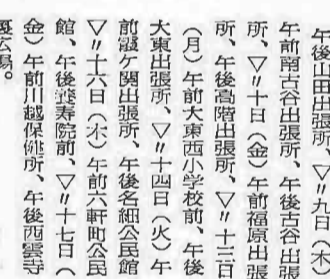 午後山田出張所、▽〃九日（木）
午前南古谷出張所、午後古谷出張
所、▽〃十日（金）午前福原出張
所、午後高階出張所、▽〃十三日
（月）午前大東西小学校前、午後
大東出張所、▽〃十四日（火）午
前霞ケ関出張所、午後名細公民館
▽〃十六日（木）午前六軒町公民
館、午後養寿院前、▽〃十七日（
金）午前川越保健所、午後西雲寺